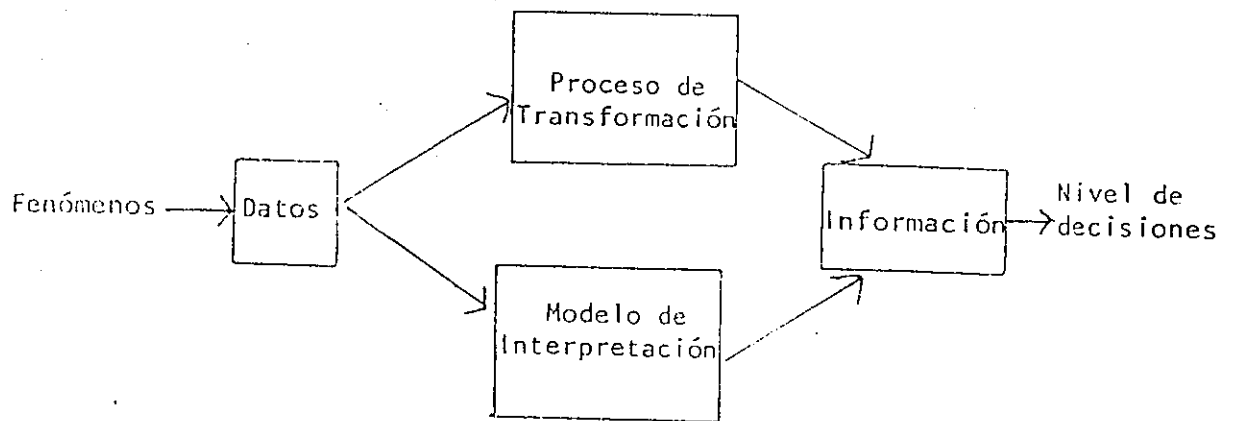 Proceso de
Transformación
Fenómenos
Datos
Información
Nivel de
decisiones
Modelo de
Interpretación